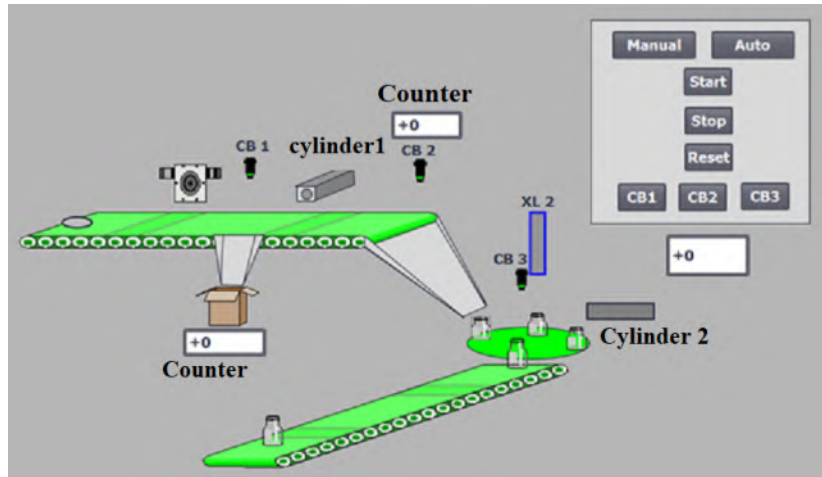 Manual Auto
Start
Stop
Reset
CB1 CB2 CB3
+0
Counter
+0
CB 1
cylinder1
CB 2
XL 2
CB 3
Cylinder 2
+0
Counter